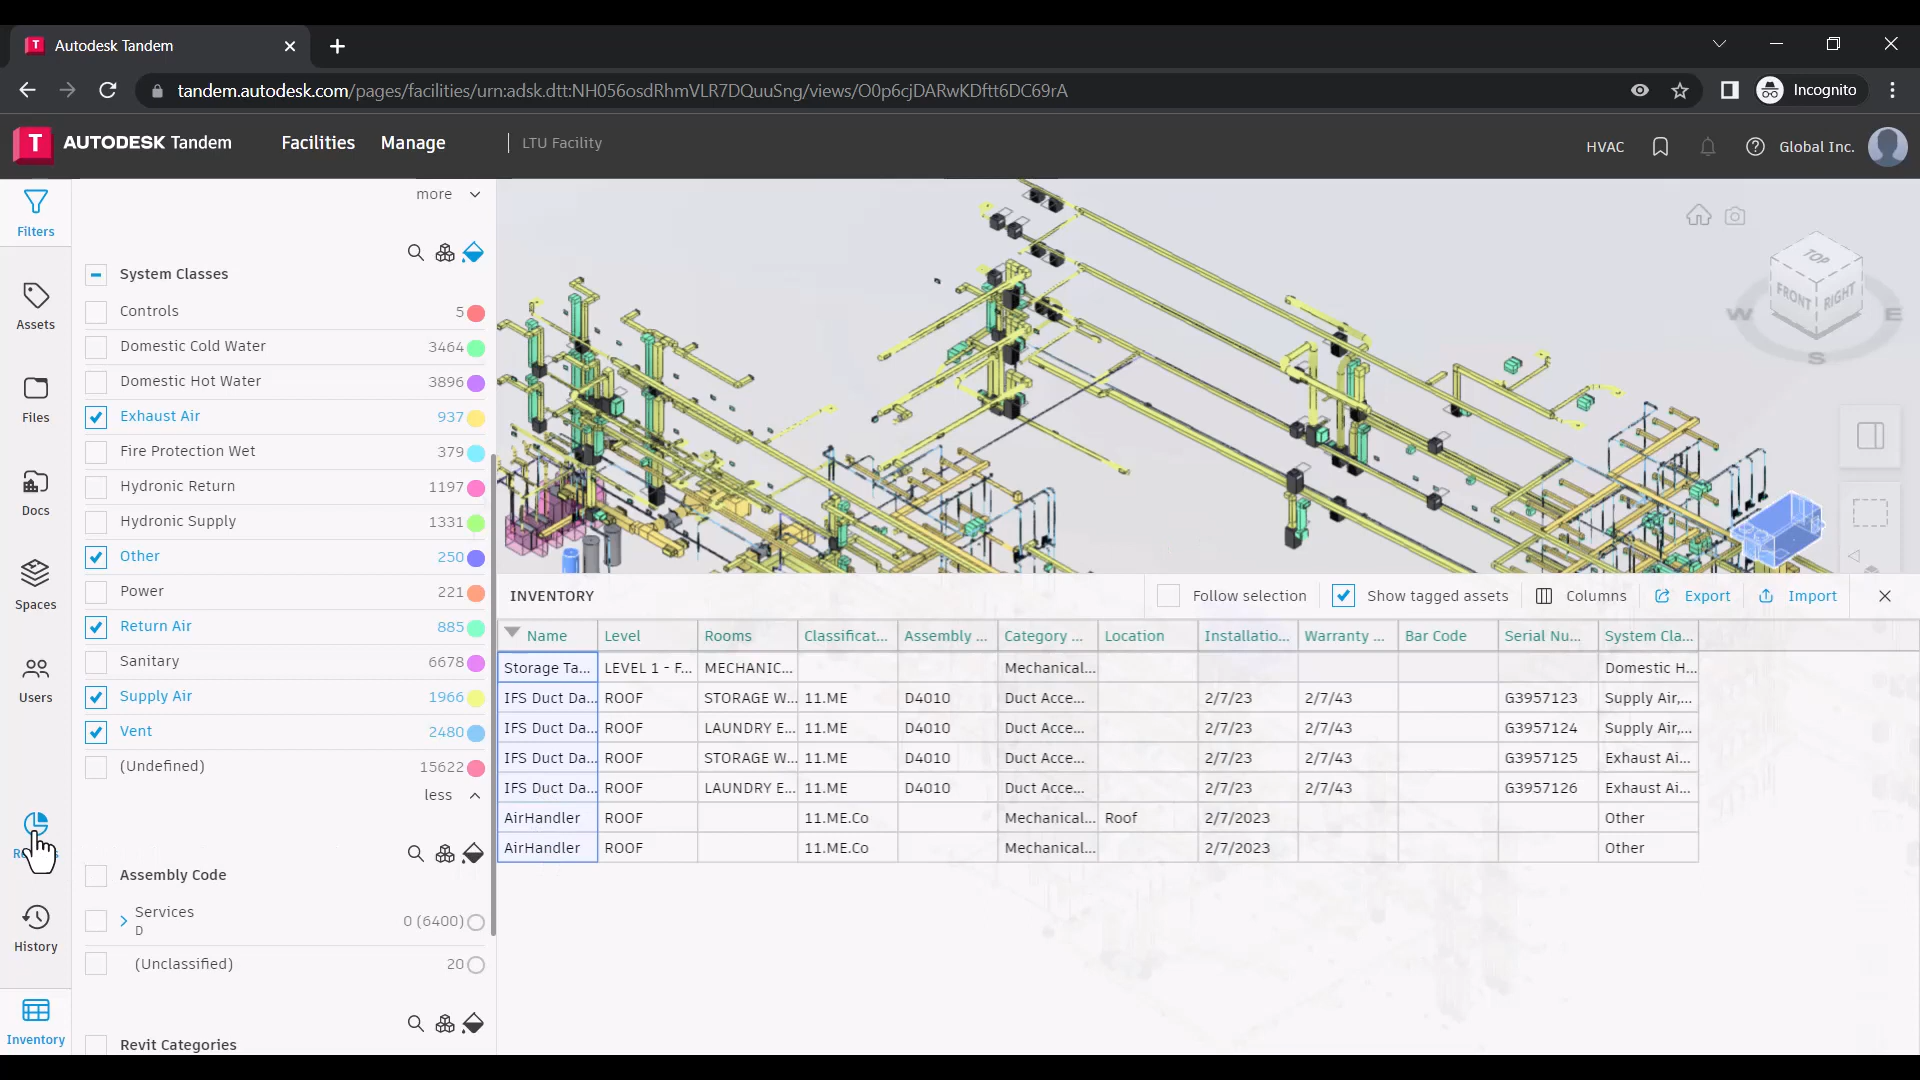 Autodesk Tandem
tandem.autodesk.com/pages/facilities/urn:adsk.dtt:NH056osdRhmVLR7DQuuSng/views/O0p6cjDARwKDftt6DC69rA
Incognito
T AUTODESK Tandem
Facilities
Manage
LTU Facility
HVAC
Global Inc.
Filters
Assets
Files
Docs
Spaces
Users
History
Inventory
more
System Classes
Controls 5
Domestic Cold Water 3464
Domestic Hot Water 3896
Exhaust Air 937
Fire Protection Wet 379
Hydronic Return 1197
Hydronic Supply 1331
Other 250
Power 221
Return Air 885
Sanitary 6678
Supply Air 1966
Vent 2480
(Undefined) 15622
less
Assembly Code
Services 0 (6400)
D
(Unclassified) 20
Revit Categories
TOP
FRONT RIGHT
W E
S
INVENTORY
Follow selection
Show tagged assets
Columns
Export
Import
Name Level Rooms Classificat... Assembly ... Category ... Location Installatio... Warranty ... Bar Code Serial Nu... System Cla...
Storage Ta... LEVEL 1 - F... MECHANIC... Mechanical... Domestic H...
IFS Duct Da... ROOF STORAGE W... 11.ME D4010 Duct Acce... 2/7/23 2/7/43 G3957123 Supply Air,...
IFS Duct Da... ROOF LAUNDRY E... 11.ME D4010 Duct Acce... 2/7/23 2/7/43 G3957124 Supply Air,...
IFS Duct Da... ROOF STORAGE W... 11.ME D4010 Duct Acce... 2/7/23 2/7/43 G3957125 Exhaust Ai...
IFS Duct Da... ROOF LAUNDRY E... 11.ME D4010 Duct Acce... 2/7/23 2/7/43 G3957126 Exhaust Ai...
AirHandler ROOF 11.ME.Co Mechanical... Roof 2/7/2023 Other
AirHandler ROOF 11.ME.Co Mechanical... 2/7/2023 Other